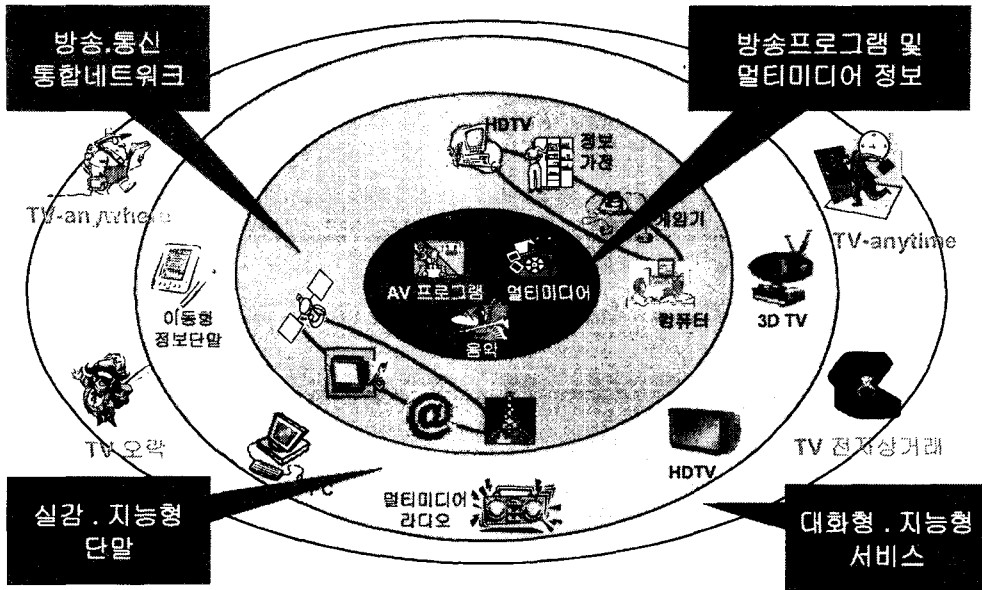 방송.통신
통합네트워크
방송프로그램 및
멀티미디어 정보
HDTV
정보
가전
게임기
TV-anywhere
TV-anytime
AV 프로그램
멀티미디어
음악
컴퓨터
3D TV
이동형
정보단말
TV 오락
PC
HDTV
TV 전자상거래
멀티미디어
라디오
@
실감 . 지능형
단말
대화형 . 지능형
서비스